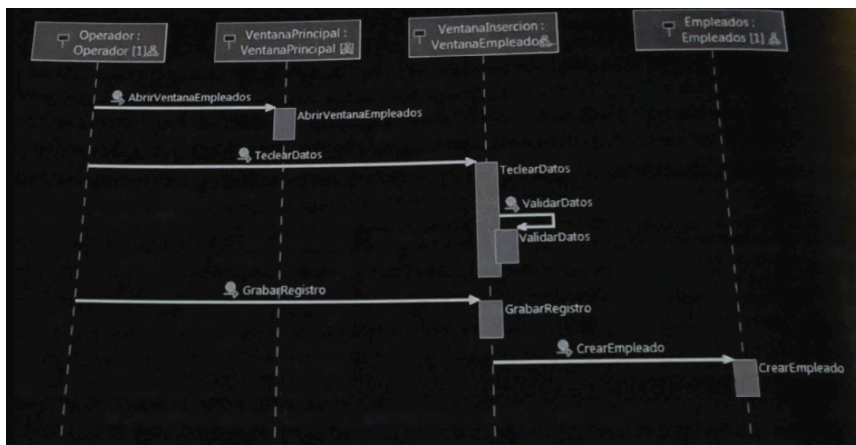 Operador :
Operador [1]
VentanaPrincipal :
VentanaPrincipal
VentanaInsercion :
VentanaEmpleado
Empleados :
Empleados [1]
AbrirVentanaEmpleados
AbrirVentanaEmpleados
TeclearDatos
TeclearDatos
ValidarDatos
ValidarDatos
GrabarRegistro
GrabarRegistro
CrearEmpleado
CrearEmpleado